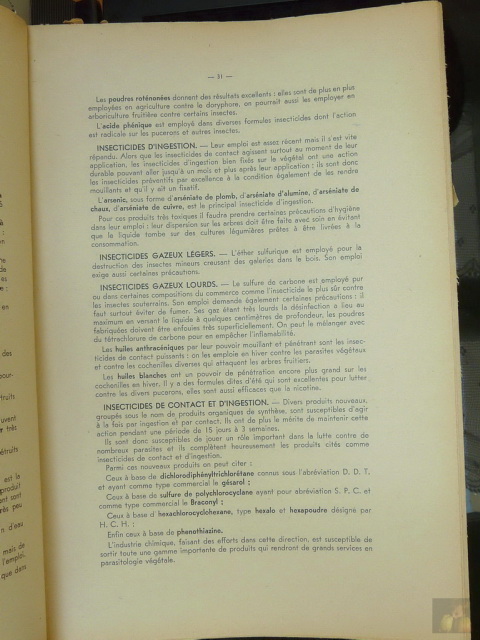 — 51 —
Les poudres roténonées donnent des résultats excellents : elles sont de plus en plus
employées en agriculture contre le doryphore, on pourrait aussi les employer en
arboriculture fruitière contre certains insectes.
L'acide phénique est employé dans diverses formules insecticides dont l'action
est radicale sur les pucerons et autres insectes.
INSECTICIDES D'INGESTION. — Leur emploi est assez récent mais il s'est vite
répandu. Alors que les insecticides de contact agissent surtout au moment de leur
application, les insecticides d'ingestion bien fixés sur le végétal ont une action
durable pouvant aller jusqu'à un mois et plus après leur application ; ils sont donc
les insecticides préventifs par excellence à la condition également de les rendre
mouillants et qu'il y ait un fixatif.
L'arsenic, sous forme d'arséniate de plomb, d'arséniate d'alumine, d'arséniate de
chaux, d'arséniate de cuivre, est le principal insecticide d'ingestion.
Pour ces produits très toxiques il faudra prendre certaines précautions d'hygiène
dans leur emploi : leur dispersion sur les arbres doit être faite avec soin en évitant
que le liquide tombe sur des cultures légumières prêtes à être livrées à la
consommation.
INSECTICIDES GAZEUX LÉGERS. — L'éther sulfurique est employé pour la
destruction des insectes mineurs creusant des galeries dans le bois. Son emploi
exige aussi certaines précautions.
INSECTICIDES GAZEUX LOURDS. — Le sulfure de carbone est employé pur
ou dans certaines compositions du commerce comme l'insecticide le plus sûr contre
les insectes souterrains. Son emploi demande également certaines précautions : il
faut surtout éviter de fumer. Ses gaz étant très lourds la désinfection a lieu au
maximum en versant le liquide à quelques centimètres de profondeur, les poudres
fabriquées doivent être enfouies très superficiellement. On peut le mélanger avec
du tétrachlorure de carbone pour en empêcher l'inflamabilité.
Les huiles anthracéniques par leur pouvoir mouillant et pénétrant sont les insec-
ticides de contact puissants : on les emploie en hiver contre les parasites végétaux
et contre les cochenilles diverses qui attaquent les arbres fruitiers.
Les huiles blanches ont un pouvoir de pénétration encore plus grand sur les
cochenilles en hiver. Il y a des formules dites d'été qui sont excellentes pour lutter
contre les divers pucerons, elles sont aussi efficaces que la nicotine.
INSECTICIDES DE CONTACT ET D'INGESTION. — Divers produits nouveaux,
groupés sous le nom de produits organiques de synthèse, sont susceptibles d'agir
à la fois par ingestion et par contact. Ils ont de plus le mérite de maintenir cette
action pendant une période de 15 jours à 3 semaines.
Ils sont donc susceptibles de jouer un rôle important dans la lutte contre de
nombreux parasites et ils complètent heureusement les produits cités comme
insecticides de contact et d'ingestion.
Parmi ces nouveaux produits on peut citer :
Ceux à base de dichlorodiphényltrichlorétane connus sous l'abréviation D. D. T.
et ayant comme type commercial le gésarol ;
Ceux à base de sulfure de polychlorocyclane ayant pour abréviation S. P. C. et
comme type commercial le Braconyl ;
Ceux à base d'hexachlorocyclohexane, type hexalo et hexapoudre désigne par
H. C. H. ;
Enfin ceux à base de phenothiazine.
L'industrie chimique, faisant des efforts dans cette direction, est susceptible de
sortir toute une gamme importante de produits qui rendront de grands services en
parasitologie végétale.